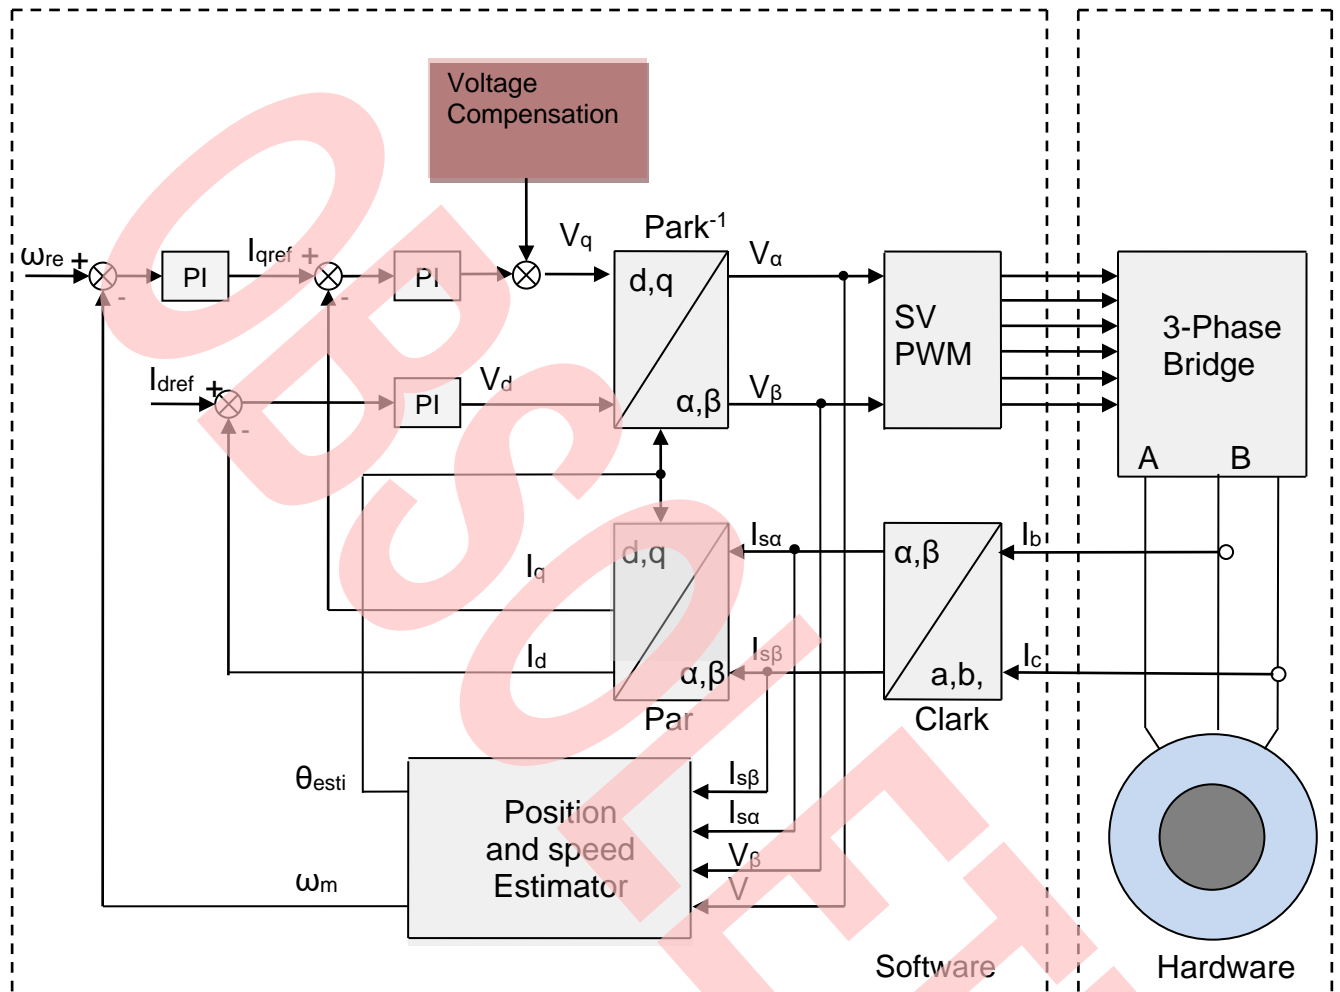 Voltage
Compensation
Park-1
ωre
+
-
PI
Iqref
+
-
PI
Vq
d,q
α,β
Vα
Vβ
SV
PWM
3-Phase
Bridge
A
B
Idref
+
-
PI
Vd
Iq
Id
d,q
α,β
Par
Isα
Isβ
α,β
a,b,
Clark
Ib
Ic
θesti
ωm
Position
and speed
Estimator
Isβ
Isα
Vβ
V
Software
Hardware
OBSOLETE